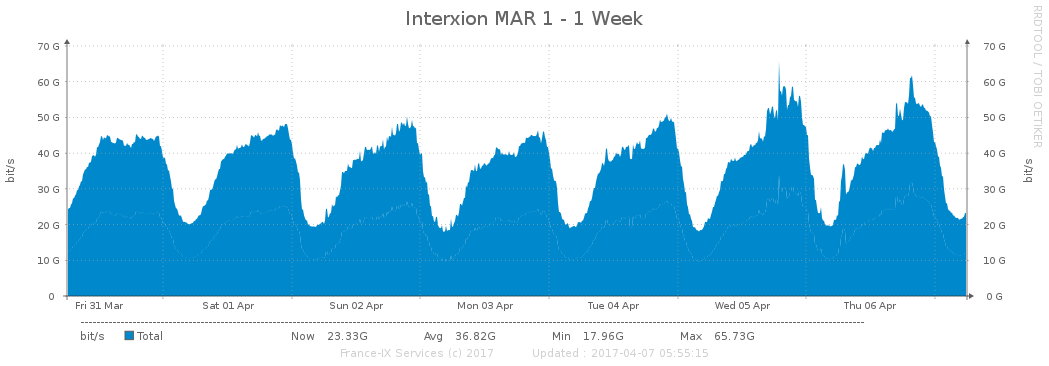 Interxion MAR 1 - 1 Week
RRDTOOL / TOBI OETIKER
bit/s
70 G
60 G
50 G
40 G
30 G
20 G
10 G
0
70 G
60 G
50 G
40 G
30 G
20 G
10 G
0 G
bit/s
Fri 31 Mar Sat 01 Apr Sun 02 Apr Mon 03 Apr Tue 04 Apr Wed 05 Apr Thu 06 Apr
bit/s Total Now 23.33G Avg 36.82G Min 17.96G Max 65.73G
France-IX Services (c) 2017 Updated : 2017-04-07 05:55:15